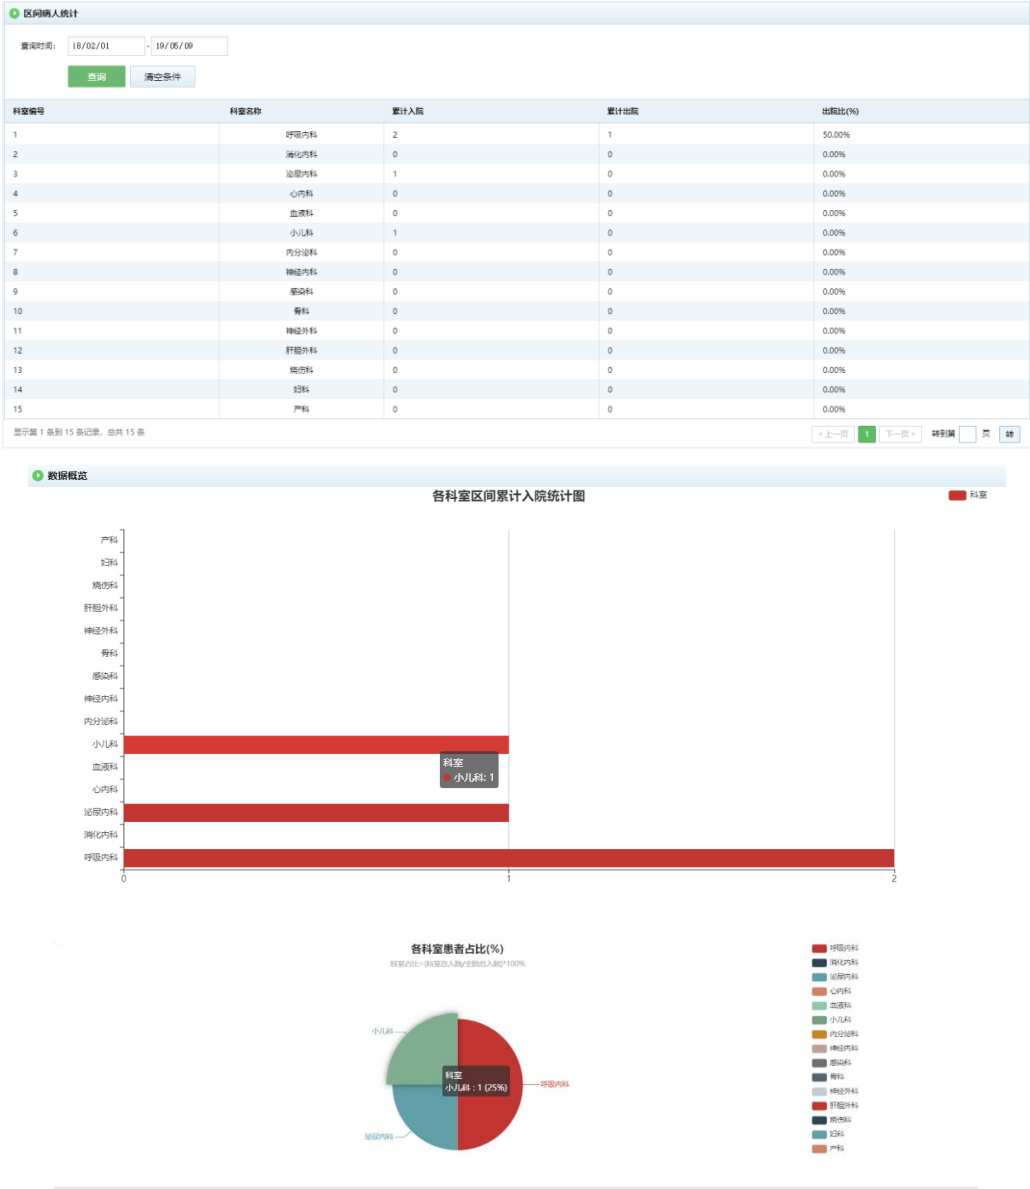 区间病人统计
查询时间: 18/02/01 - 19/05/09
查询 清空条件
科室编号 科室名称 累计入院 累计出院 出院比(%)
1 呼吸内科 2 1 50.00%
2 消化内科 0 0 0.00%
3 泌尿内科 1 0 0.00%
4 心内科 0 0 0.00%
5 血液科 0 0 0.00%
6 小儿科 1 0 0.00%
7 内分泌科 0 0 0.00%
8 神经内科 0 0 0.00%
9 感染科 0 0 0.00%
10 骨科 0 0 0.00%
11 神经外科 0 0 0.00%
12 肝胆外科 0 0 0.00%
13 烧伤科 0 0 0.00%
14 妇科 0 0 0.00%
15 产科 0 0 0.00%
显示第 1 条到 15 条记录，总共 15 条 «上一页 1 下一页» 转到第 页 转
数据概览
各科室区间累计入院统计图 科室
产科
妇科
烧伤科
肝胆外科
神经外科
骨科
感染科
神经内科
内分泌科
小儿科
科室
小儿科: 1
血液科
心内科
泌尿内科
消化内科
呼吸内科
0 1 2
各科室患者占比(%)
科室占比=(科室总入院/全院总入院)*100%
小儿科
科室
小儿科 : 1 (25%)
呼吸内科
泌尿内科
呼吸内科
消化内科
泌尿内科
心内科
血液科
小儿科
内分泌科
神经内科
感染科
骨科
神经外科
肝胆外科
烧伤科
妇科
产科